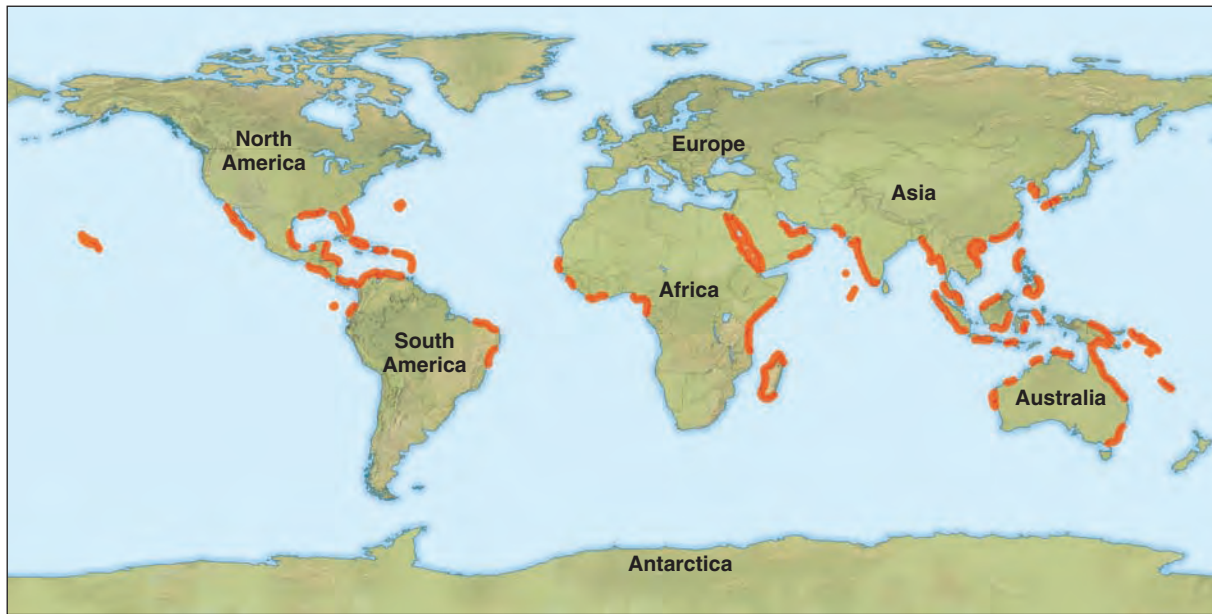 North
America
Europe
Asia
Africa
South
America
Australia
Antarctica